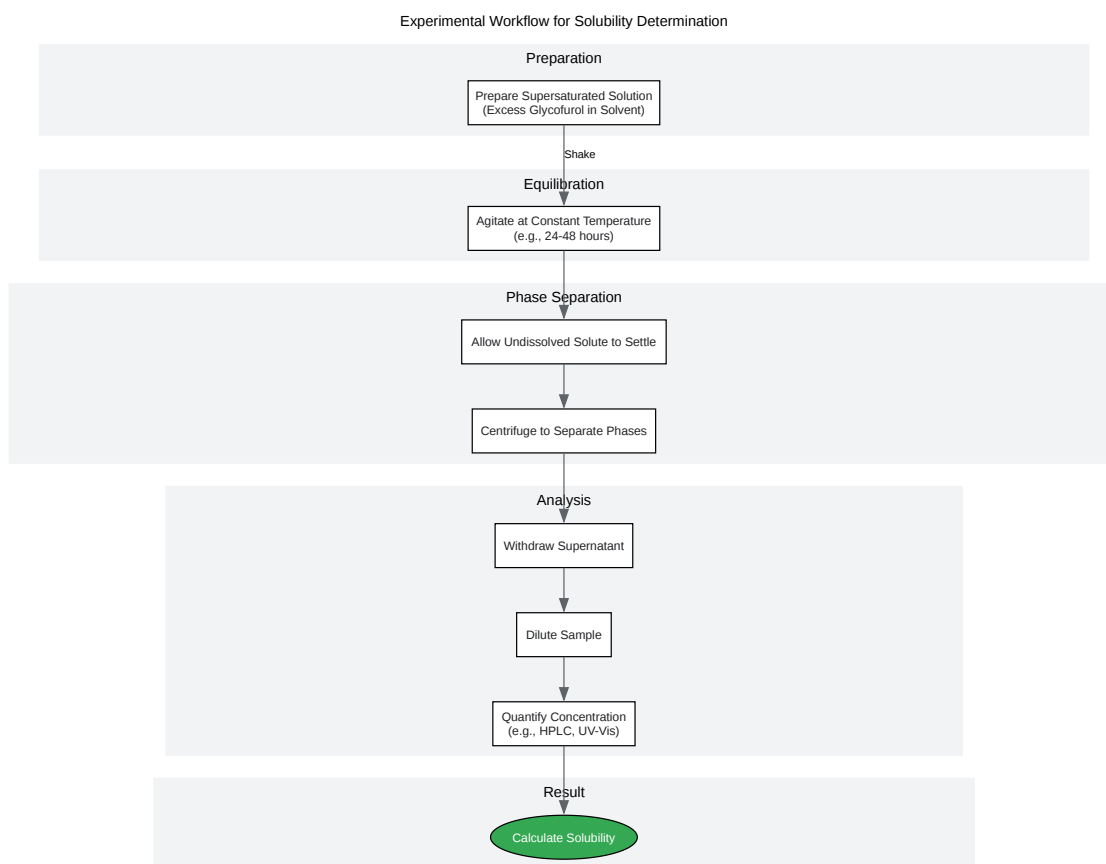 Experimental Workflow for Solubility Determination
Preparation
Prepare Supersaturated Solution
(Excess Glycofurol in Solvent)
Shake
Equilibration
Agitate at Constant Temperature
(e.g., 24-48 hours)
Phase Separation
Allow Undissolved Solute to Settle
Centrifuge to Separate Phases
Analysis
Withdraw Supernatant
Dilute Sample
Quantify Concentration
(e.g., HPLC, UV-Vis)
Result
Calculate Solubility